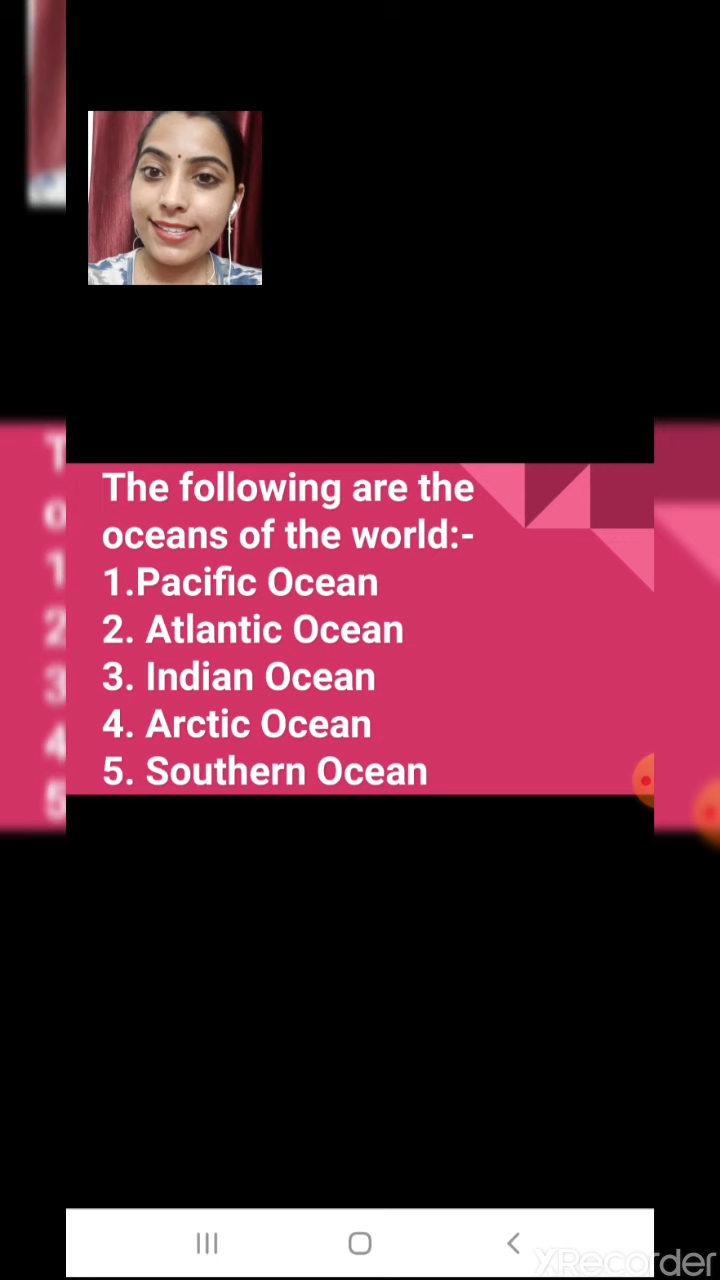 The following are the
oceans of the world:-
1.Pacific Ocean
2. Atlantic Ocean
3. Indian Ocean
4. Arctic Ocean
5. Southern Ocean
XRecorder